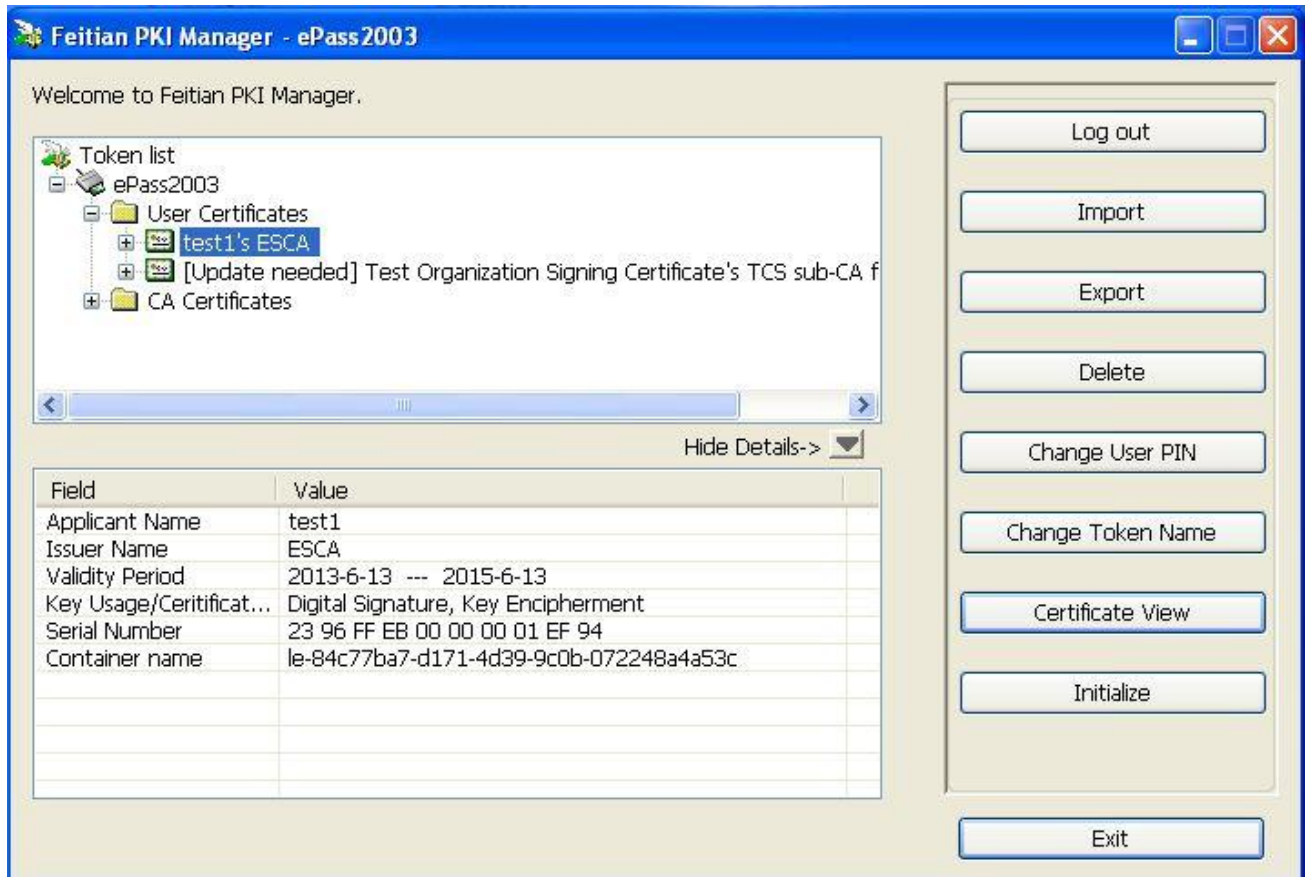 Feitian PKI Manager - ePass2003
Welcome to Feitian PKI Manager.
Token list
ePass2003
User Certificates
test1's ESCA
[Update needed] Test Organization Signing Certificate's TCS sub-CA f
CA Certificates
Hide Details->
Field Value
Applicant Name test1
Issuer Name ESCA
Validity Period 2013-6-13 --- 2015-6-13
Key Usage/Ceritificat... Digital Signature, Key Encipherment
Serial Number 23 96 FF EB 00 00 00 01 EF 94
Container name le-84c77ba7-d171-4d39-9c0b-072248a4a53c
Log out
Import
Export
Delete
Change User PIN
Change Token Name
Certificate View
Initialize
Exit